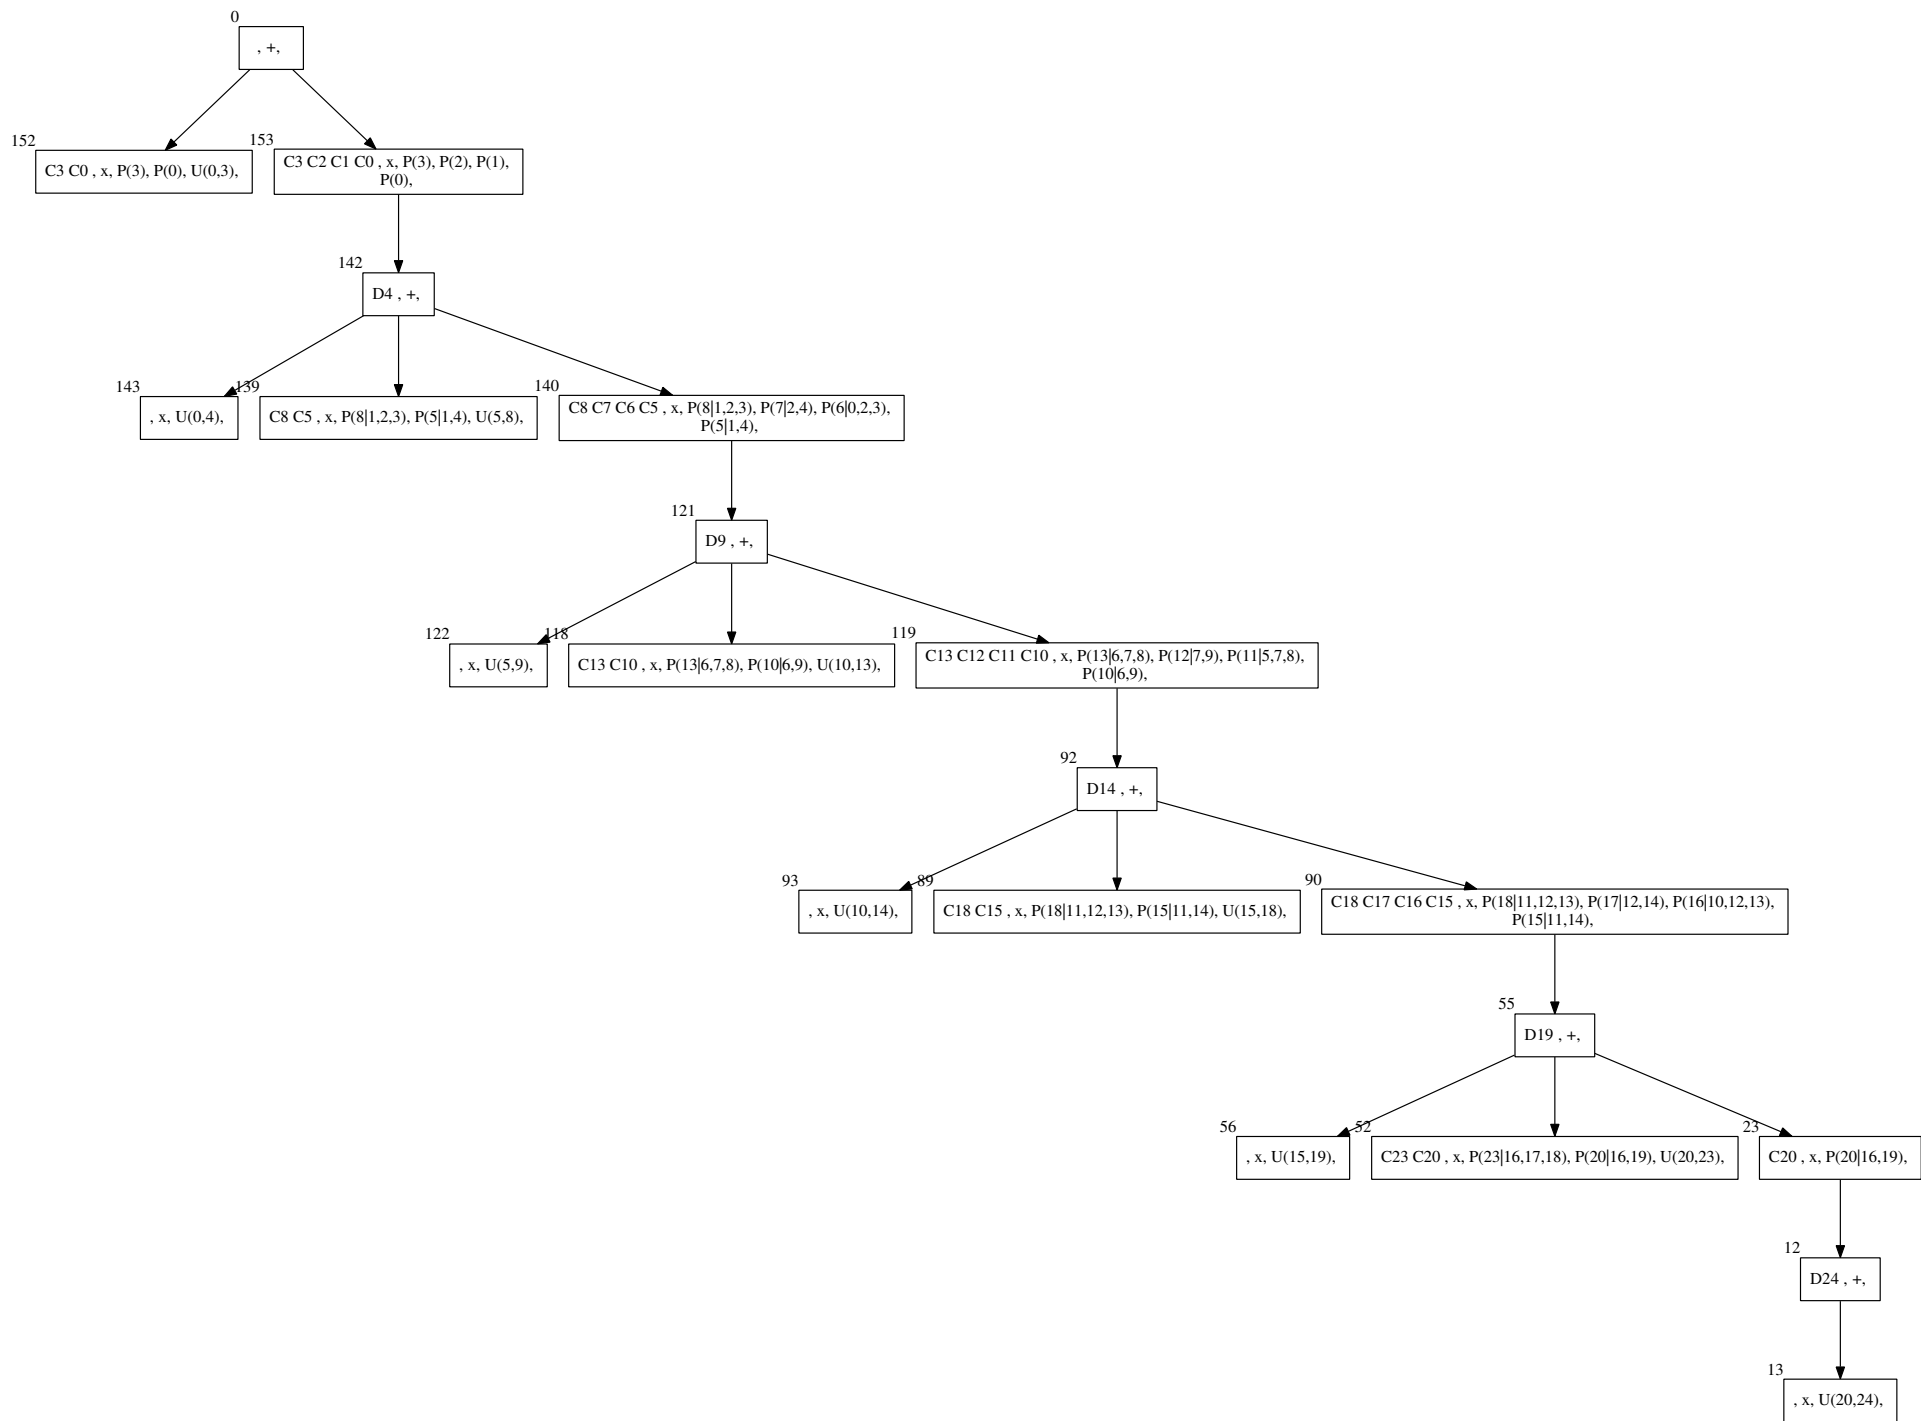 0
, +,
152
C3 C0 , x, P(3), P(0), U(0,3),
153
C3 C2 C1 C0 , x, P(3), P(2), P(1),
P(0),
142
D4 , +,
143
, x, U(0,4),
139
C8 C5 , x, P(8|1,2,3), P(5|1,4), U(5,8),
140
C8 C7 C6 C5 , x, P(8|1,2,3), P(7|2,4), P(6|0,2,3),
P(5|1,4),
121
D9 , +,
122
, x, U(5,9),
118
C13 C10 , x, P(13|6,7,8), P(10|6,9), U(10,13),
119
C13 C12 C11 C10 , x, P(13|6,7,8), P(12|7,9), P(11|5,7,8),
P(10|6,9),
92
D14 , +,
93
, x, U(10,14),
89
C18 C15 , x, P(18|11,12,13), P(15|11,14), U(15,18),
90
C18 C17 C16 C15 , x, P(18|11,12,13), P(17|12,14), P(16|10,12,13),
P(15|11,14),
55
D19 , +,
56
, x, U(15,19),
52
C23 C20 , x, P(23|16,17,18), P(20|16,19), U(20,23),
23
C20 , x, P(20|16,19),
12
D24 , +,
13
, x, U(20,24),